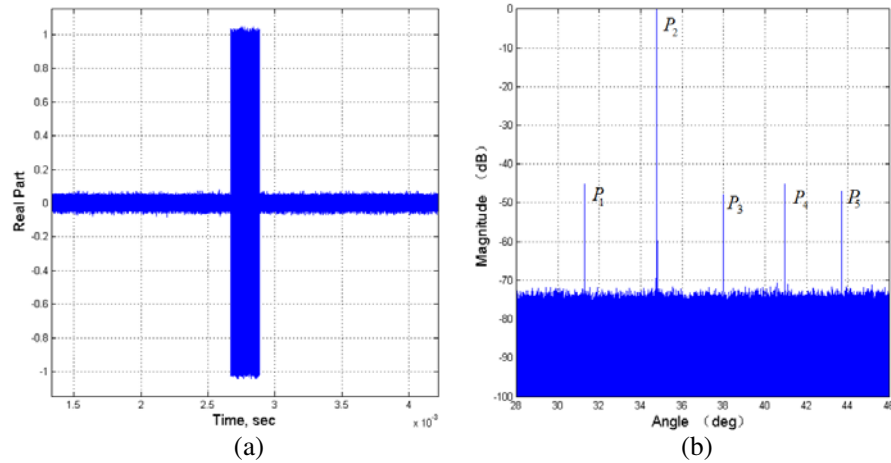 1
0.8
0.6
0.4
0.2
0
-0.2
-0.4
-0.6
-0.8
-1
Real Part
1.5 2 2.5 3 3.5 4
Time, sec
x 10⁻³
(a)
0
-10
-20
-30
-40
-50
-60
-70
-80
-90
-100
Magnitude (dB)
P₂
P₁
P₃
P₄
P₅
28 30 32 34 36 38 40 42 44 46
Angle (deg)
(b)